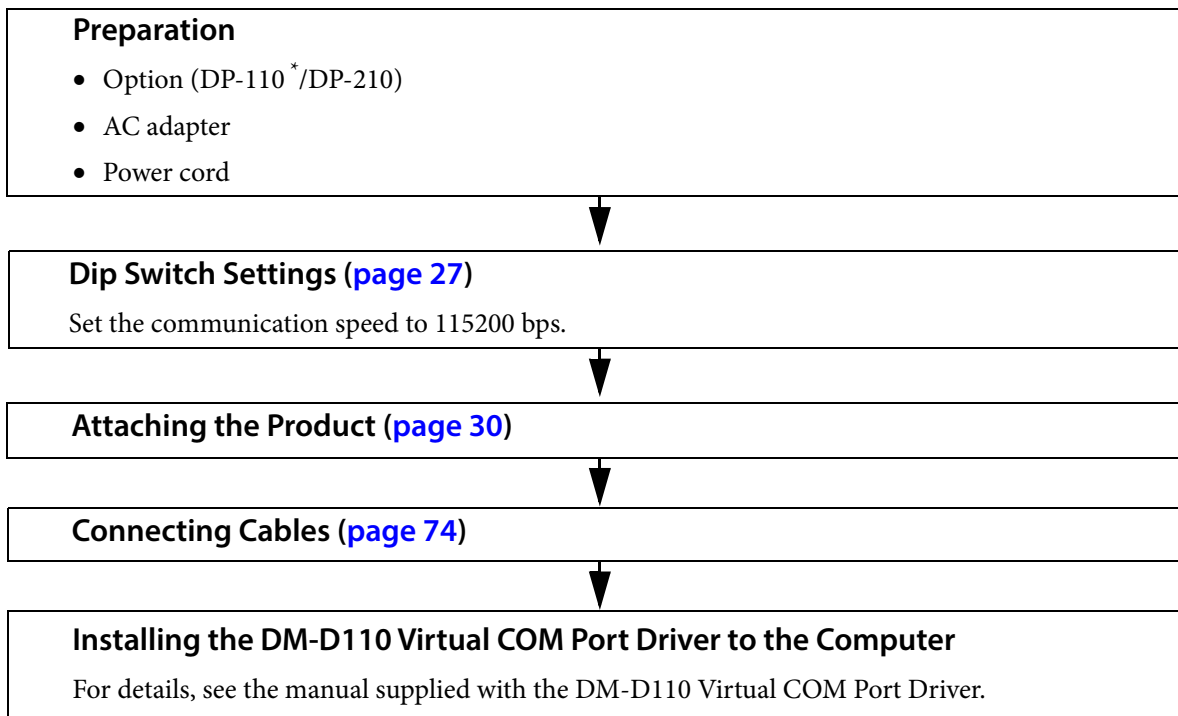 Preparation
• Option (DP-110 */DP-210)
• AC adapter
• Power cord
Dip Switch Settings (page 27)
Set the communication speed to 115200 bps.
Attaching the Product (page 30)
Connecting Cables (page 74)
Installing the DM-D110 Virtual COM Port Driver to the Computer
For details, see the manual supplied with the DM-D110 Virtual COM Port Driver.